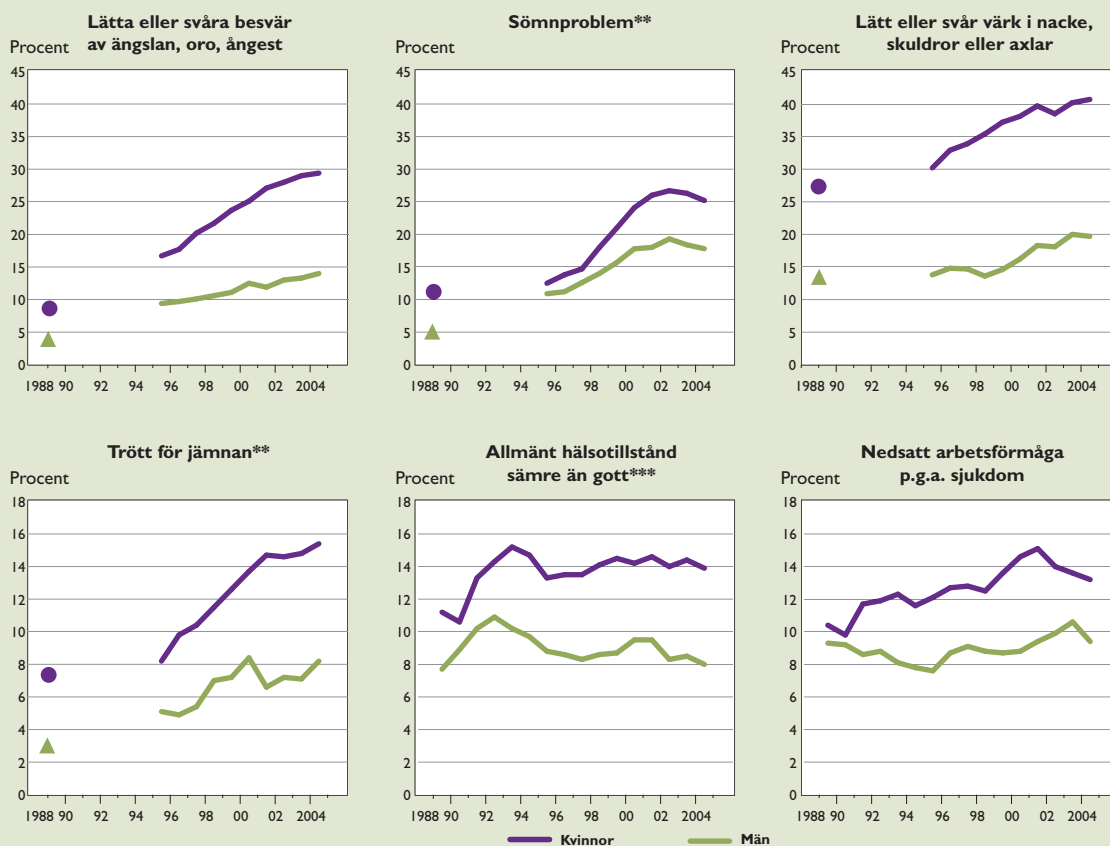 Lätta eller svåra besvär
av ängslan, oro, ångest
Procent
45
40
35
30
25
20
15
10
5
0
1988 90 92 94 96 98 00 02 2004
Sömnproblem**
Procent
45
40
35
30
25
20
15
10
5
0
1988 90 92 94 96 98 00 02 2004
Lätt eller svår värk i nacke,
skuldror eller axlar
Procent
45
40
35
30
25
20
15
10
5
0
1988 90 92 94 96 98 00 02 2004
Trött för jämnan**
Procent
18
16
14
12
10
8
6
4
2
0
1988 90 92 94 96 98 00 02 2004
Allmänt hälsotillstånd
sämre än gott***
Procent
18
16
14
12
10
8
6
4
2
0
1988 90 92 94 96 98 00 02 2004
Nedsatt arbetsförmåga
p.g.a. sjukdom
Procent
18
16
14
12
10
8
6
4
2
0
1988 90 92 94 96 98 00 02 2004
Kvinnor Män